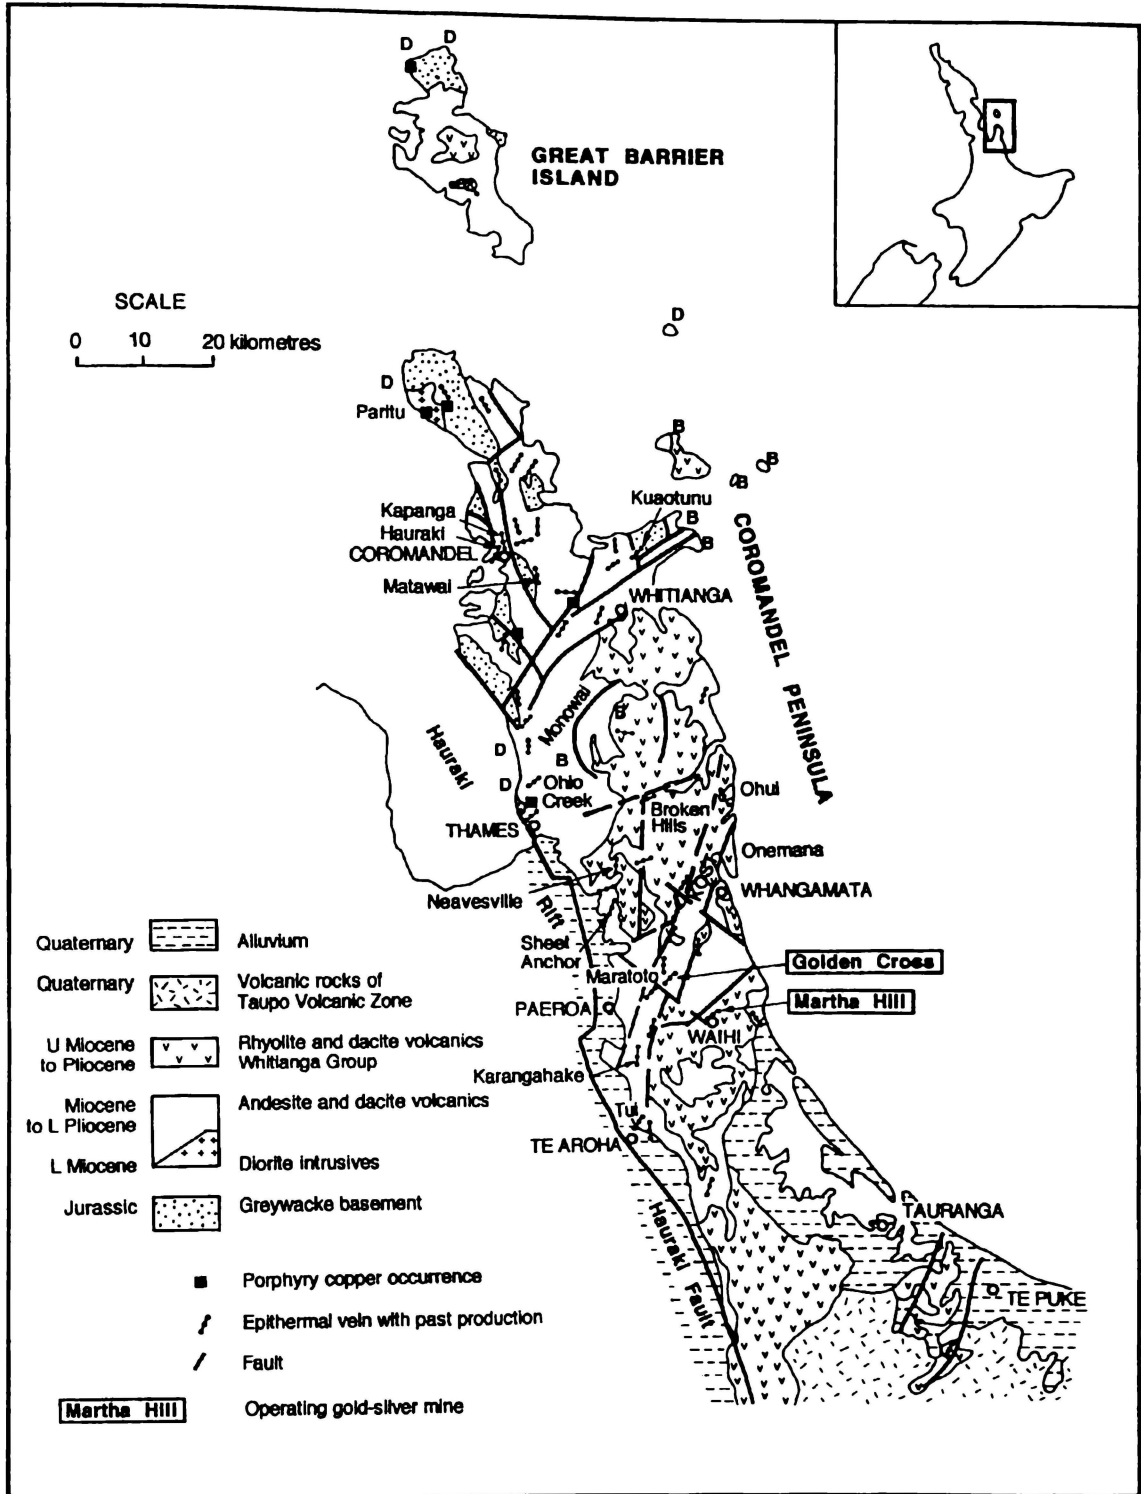 D D
GREAT BARRIER
ISLAND
SCALE
0 10 20 kilometres
D
D
Paritu
B
B
B
Kuaotunu
B
B
Kapanga
Hauraki
COROMANDEL
Matawai
WHITIANGA
COROMANDEL PENINSULA
Monowai
B
Hauraki
D
B
D
Ohio
Creek
Ohui
Broken
Hills
THAMES
Onemana
Neavesville
WHANGAMATA
Rift
Sheet
Anchor
Golden Cross
Maratoto
Martha Hill
PAEROA
WAIHI
Karangahake
Tui
TE AROHA
TAURANGA
Hauraki Fault
TE PUKE
Quaternary Alluvium
Quaternary Volcanic rocks of
Taupo Volcanic Zone
U Miocene Rhyolite and dacite volcanics
to Pliocene Whitianga Group
Miocene Andesite and dacite volcanics
to L Pliocene
L Miocene Diorite intrusives
Jurassic Greywacke basement
Porphyry copper occurrence
Epithermal vein with past production
Fault
Martha Hill Operating gold-silver mine